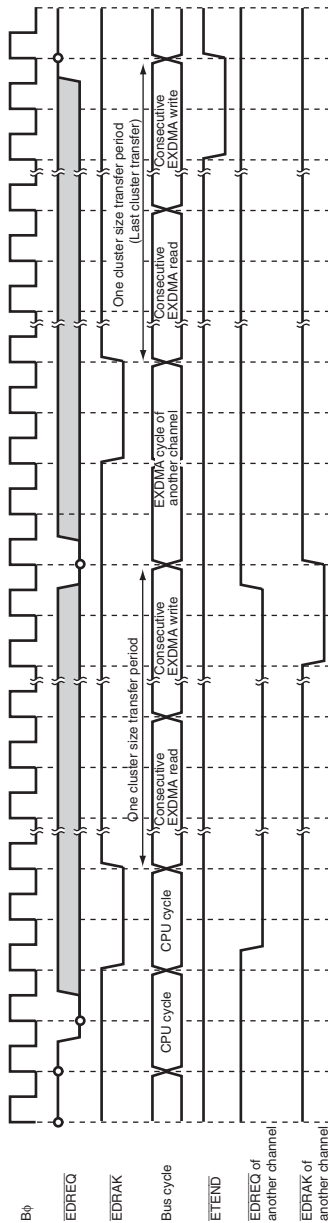 Bφ
EDREQ
EDRAK
Bus cycle
CPU cycle
CPU cycle
Consecutive
EXDMA read
Consecutive
EXDMA write
EXDMA cycle of
another channel
Consecutive
EXDMA read
Consecutive
EXDMA write
One cluster size transfer period
One cluster size transfer period
(Last cluster transfer)
ETEND
EDREQ of
another channel
EDRAK of
another channel